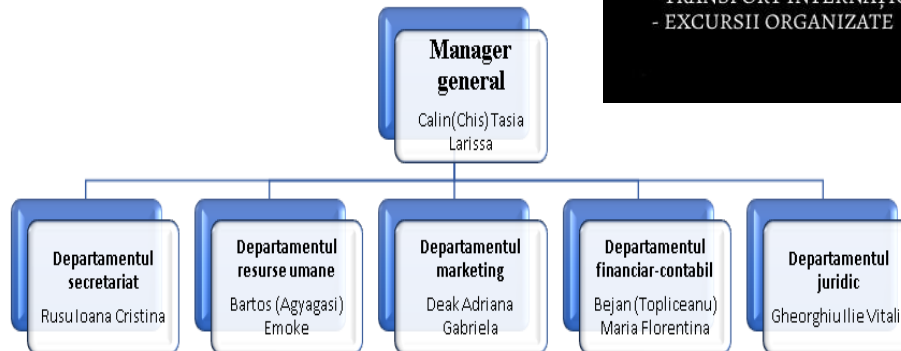 - EXCURSII ORGANIZATE
Manager
general
Calin(Chis) Tasia
Larissa
Departamentul
secretariat
Rusu Ioana Cristina
Departamentul
resurse umane
Bartos (Agyagasi)
Emoke
Departamentul
marketing
Deak Adriana
Gabriela
Departamentul
financiar-contabil
Bejan (Topliceanu)
Maria Florentina
Departamentul
juridic
Gheorghiu Ilie Vitali